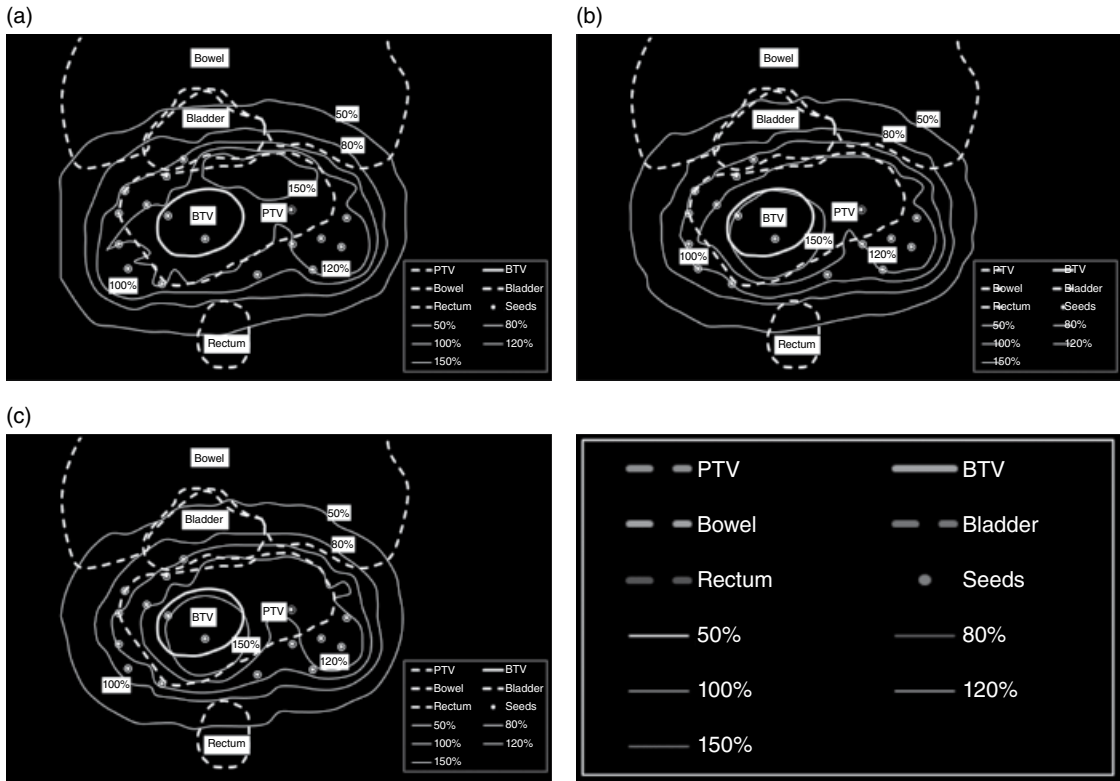 (a)
Bowel
Bladder
50%
80%
150%
BTV
PTV
100%
120%
Rectum
PTV BTV
Bowel Bladder
Rectum Seeds
50% 80%
100% 120%
150%
(b)
Bowel
Bladder
50%
80%
BTV
PTV
150%
100%
120%
Rectum
PTV BTV
Bowel Bladder
Rectum Seeds
50% 80%
100% 120%
150%
(c)
Bowel
Bladder
50%
80%
BTV
PTV
150%
120%
100%
Rectum
PTV BTV
Bowel Bladder
Rectum Seeds
50% 80%
100% 120%
150%
PTV BTV
Bowel Bladder
Rectum Seeds
50% 80%
100% 120%
150%